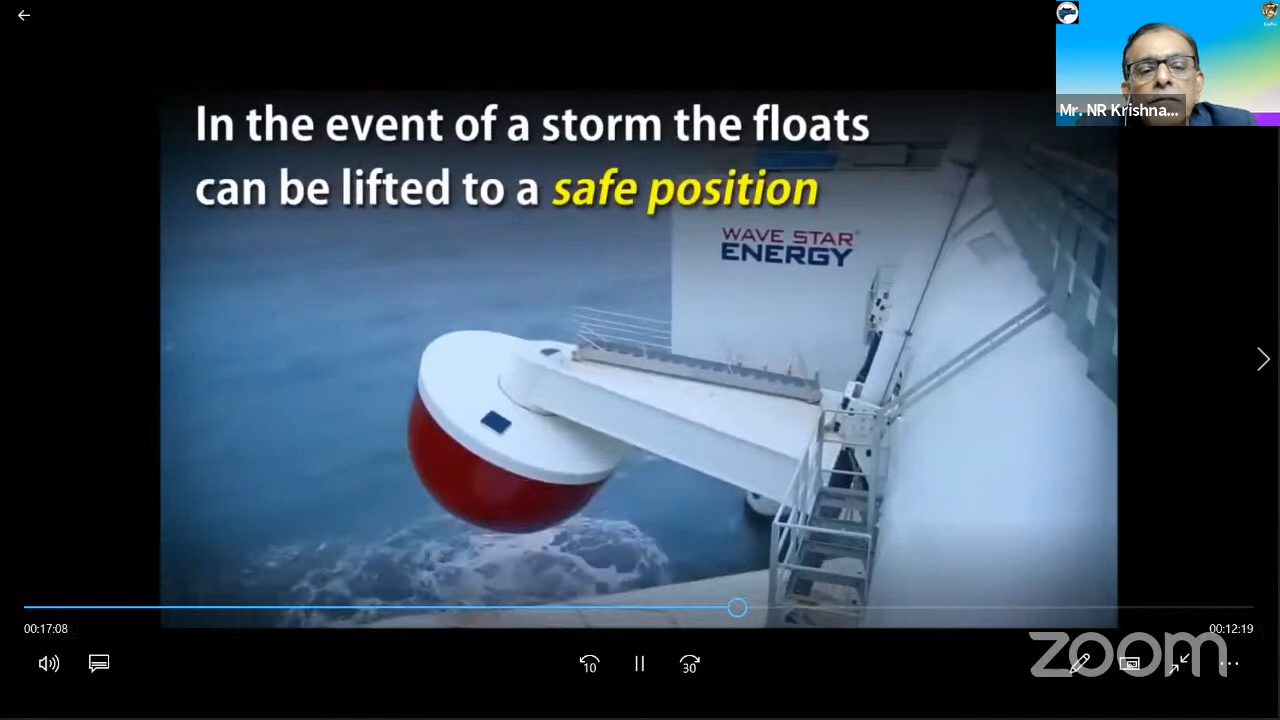 Mr. NR Krishna...
In the event of a storm the floats
can be lifted to a safe position
WAVE STAR
ENERGY
00:17:08
00:12:19
10
30
zoom